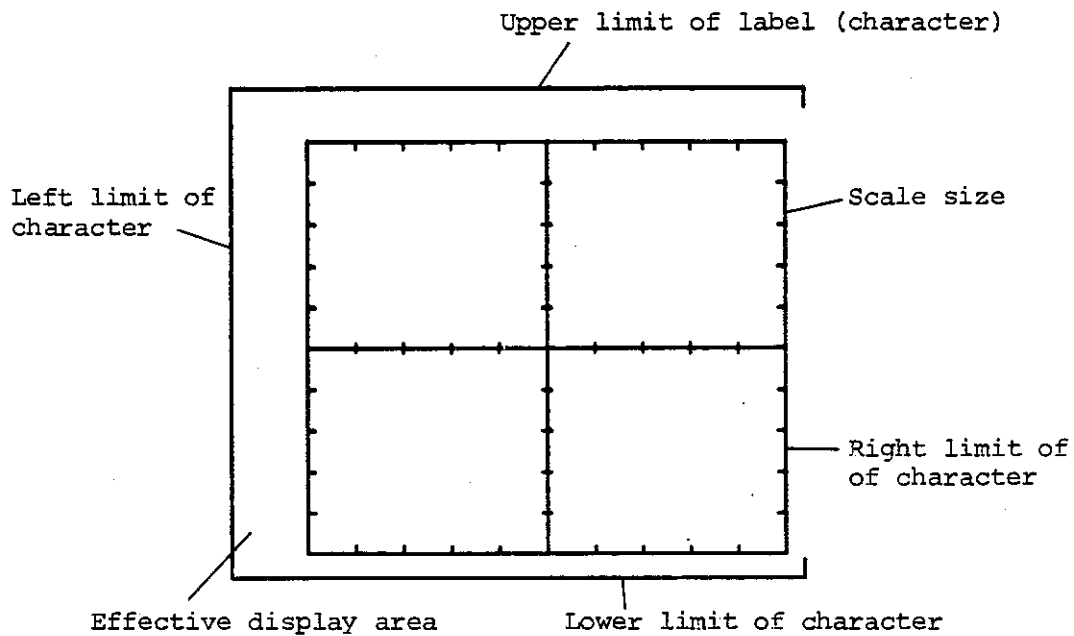 Upper limit of label (character)
Left limit of
character
Scale size
Right limit of
of character
Effective display area
Lower limit of character